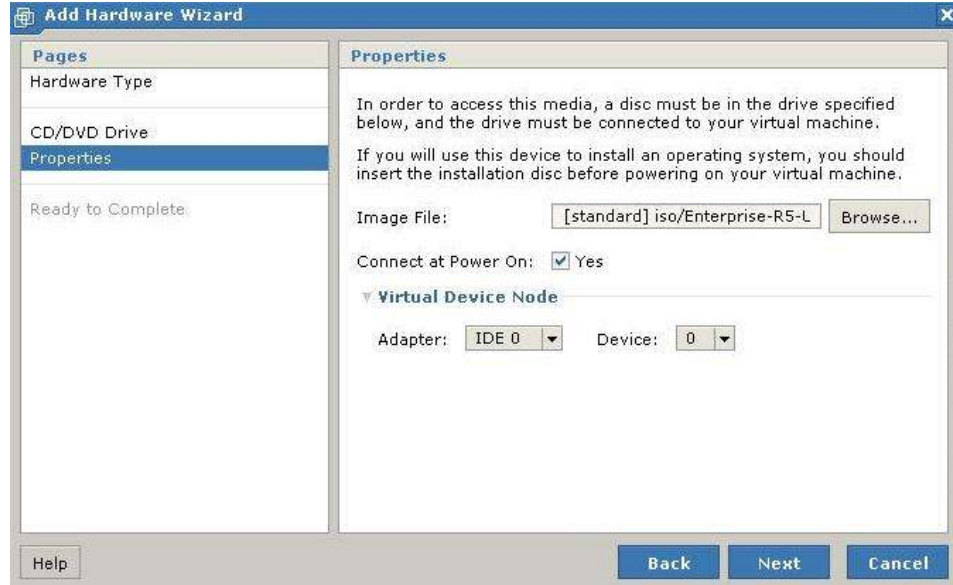 Add Hardware Wizard
Pages
Hardware Type
CD/DVD Drive
Properties
Ready to Complete
Properties
In order to access this media, a disc must be in the drive specified
below, and the drive must be connected to your virtual machine.
If you will use this device to install an operating system, you should
insert the installation disc before powering on your virtual machine.
Image File: [standard] iso/Enterprise-R5-L Browse...
Connect at Power On: Yes
Virtual Device Node
Adapter: IDE 0 Device: 0
Help Back Next Cancel